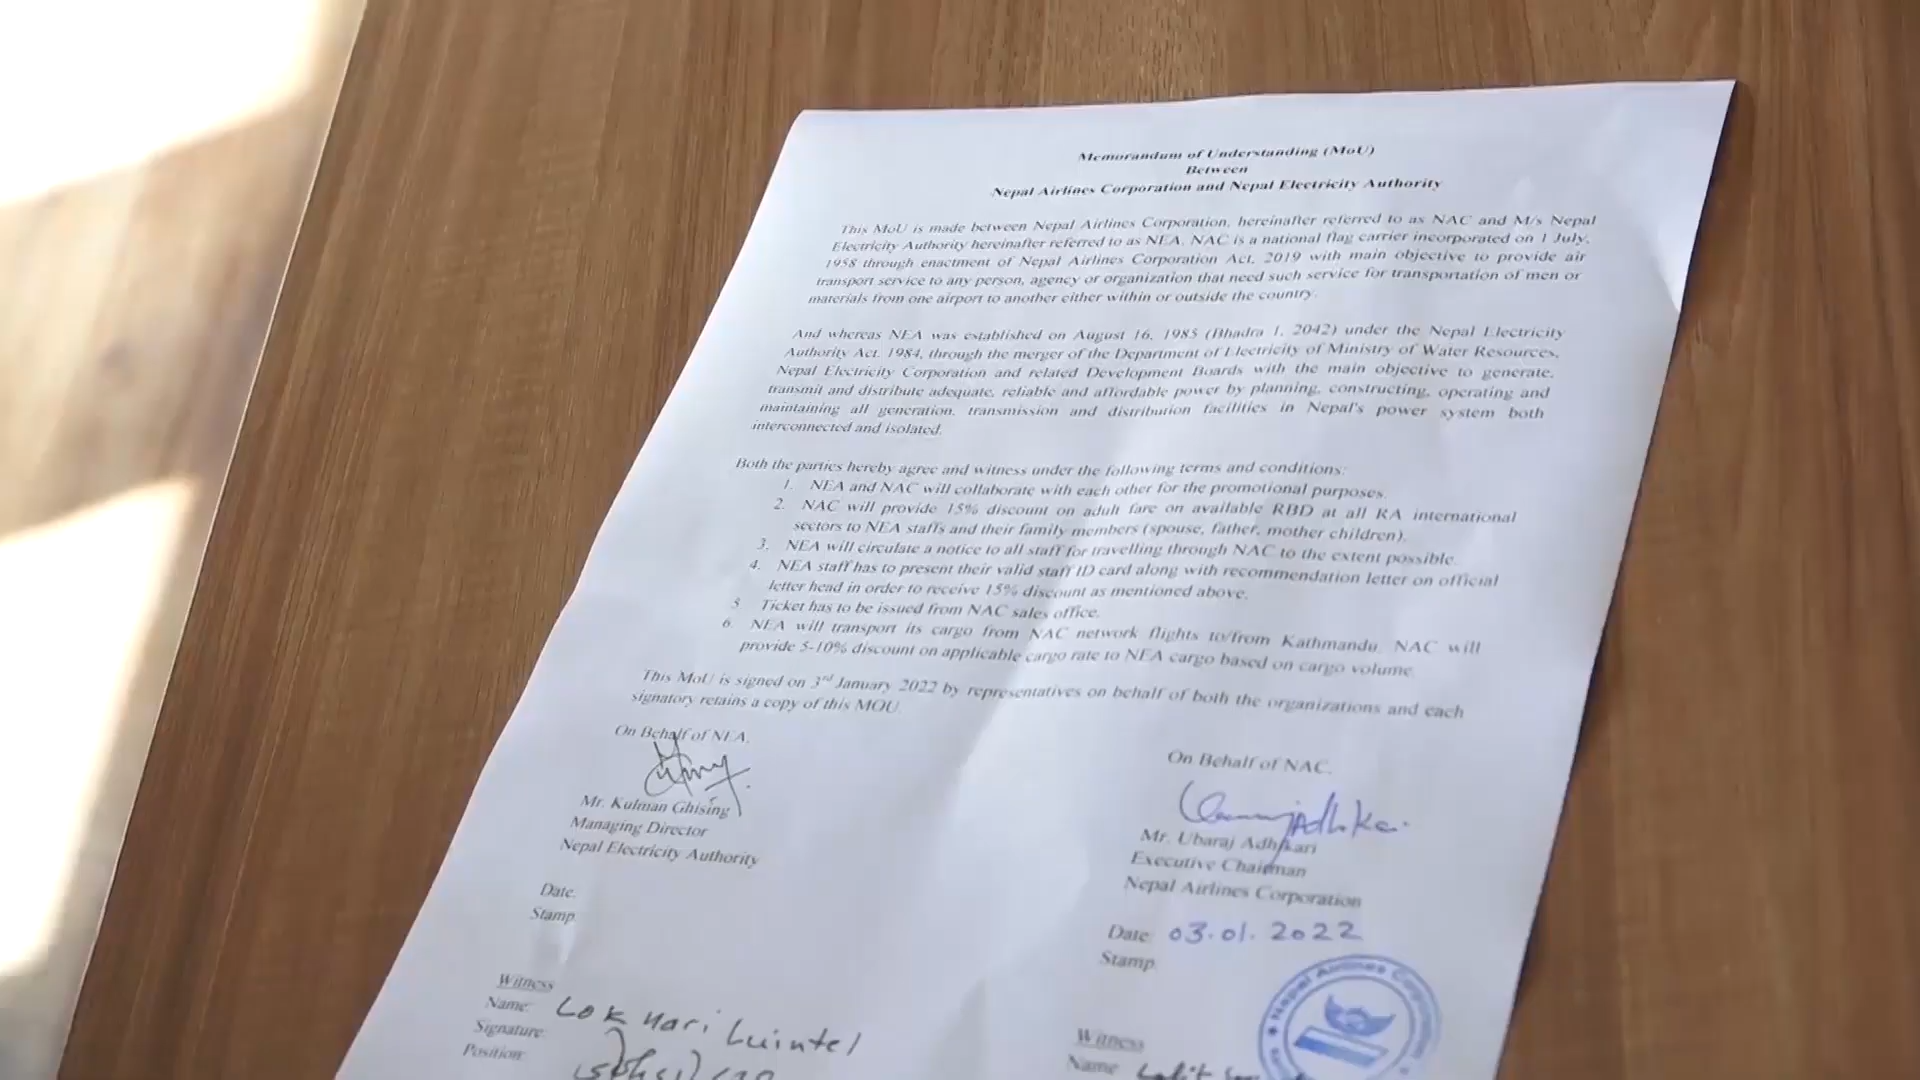 Memorandum of Understanding (MoU)
Between
Nepal Airlines Corporation and Nepal Electricity Authority
This MoU is made between Nepal Airlines Corporation, hereinafter referred to as NAC and M/s Nepal
Electricity Authority hereinafter referred to as NEA. NAC is a national flag carrier incorporated on 1 July,
1958 through enactment of Nepal Airlines Corporation Act, 2019 with main objective to provide air
transport service to any person, agency or organization that need such service for transportation of men or
materials from one airport to another either within or outside the country.
And whereas NEA was established on August 16, 1985 (Bhadra 1, 2042) under the Nepal Electricity
Authority Act. 1984, through the merger of the Department of Electricity of Ministry of Water Resources,
Nepal Electricity Corporation and related Development Boards with the main objective to generate,
transmit and distribute adequate, reliable and affordable power by planning, constructing, operating and
maintaining all generation, transmission and distribution facilities in Nepal's power system both
interconnected and isolated.
Both the parties hereby agree and witness under the following terms and conditions:
1. NEA and NAC will collaborate with each other for the promotional purposes.
2. NAC will provide 15% discount on adult fare on available RBD at all RA international
sectors to NEA staffs and their family members (spouse, father, mother children).
3. NEA will circulate a notice to all staff for travelling through NAC to the extent possible.
4. NEA staff has to present their valid staff ID card along with recommendation letter on official
letter head in order to receive 15% discount as mentioned above.
5. Ticket has to be issued from NAC sales office.
6. NEA will transport its cargo from NAC network flights to/from Kathmandu. NAC will
provide 5-10% discount on applicable cargo rate to NEA cargo based on cargo volume.
This MoU is signed on 3rd January 2022 by representatives on behalf of both the organizations and each
signatory retains a copy of this MOU.
On Behalf of NEA,
Mr. Kulman Ghising
Managing Director
Nepal Electricity Authority
Date:
Stamp
Witness
Name: Lok Hari Luintel
Signature:
Position:
On Behalf of NAC,
Mr. Ubaraj Adhikari
Executive Chairman
Nepal Airlines Corporation
Date: 03.01.2022
Stamp
Nepal Airlines Corporation
Witness
Name: Lalit